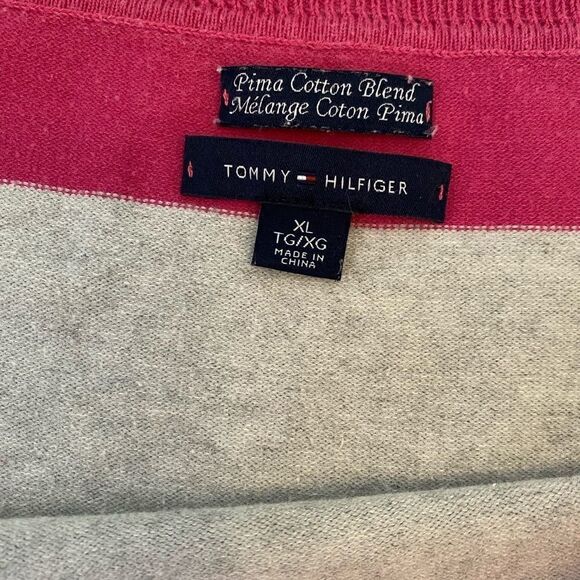 Pima Cotton Blend
Mélange Coton Pima
TOMMY HILFIGER
XL
TG/XG
MADE IN
CHINA